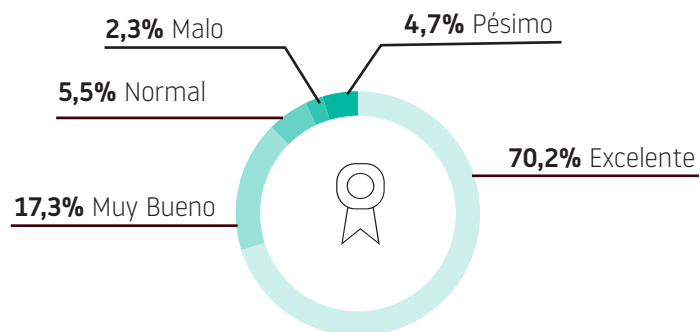 2,3% Malo
4,7% Pésimo
5,5% Normal
70,2% Excelente
17,3% Muy Bueno